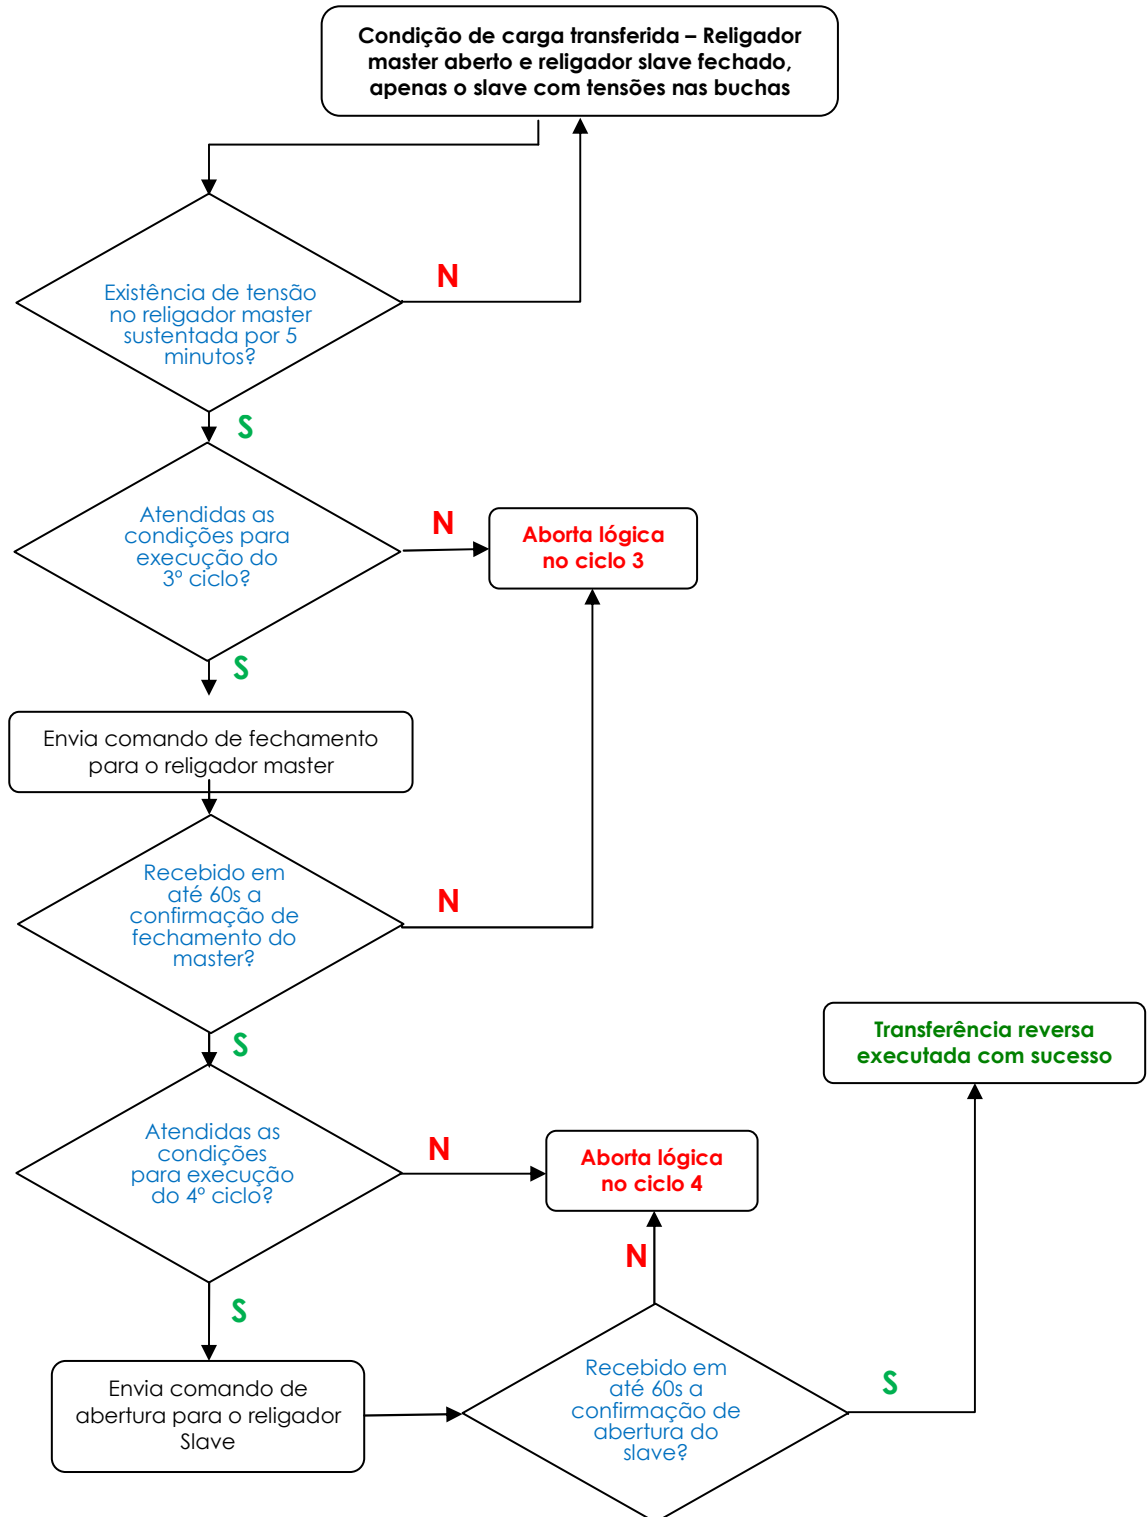 Condição de carga transferida – Religador
master aberto e religador slave fechado,
apenas o slave com tensões nas buchas
N
Existência de tensão
no religador master
sustentada por 5
minutos?
S
N
Atendidas as
condições para
execução do
3º ciclo?
Aborta lógica
no ciclo 3
S
Envia comando de fechamento
para o religador master
Recebido em
até 60s a
confirmação de
fechamento do
master?
N
S
Transferência reversa
executada com sucesso
Atendidas as
condições
para execução
do 4º ciclo?
N
Aborta lógica
no ciclo 4
N
S
Envia comando de
abertura para o religador
Slave
Recebido em
até 60s a
confirmação de
abertura do
slave?
S